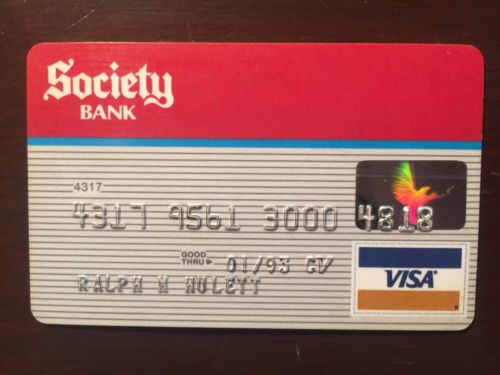 Society
BANK
4317
4317 9561 3000 4818
GOOD
THRU▶ 01/93 CV
RALPH H HULETT
VISA